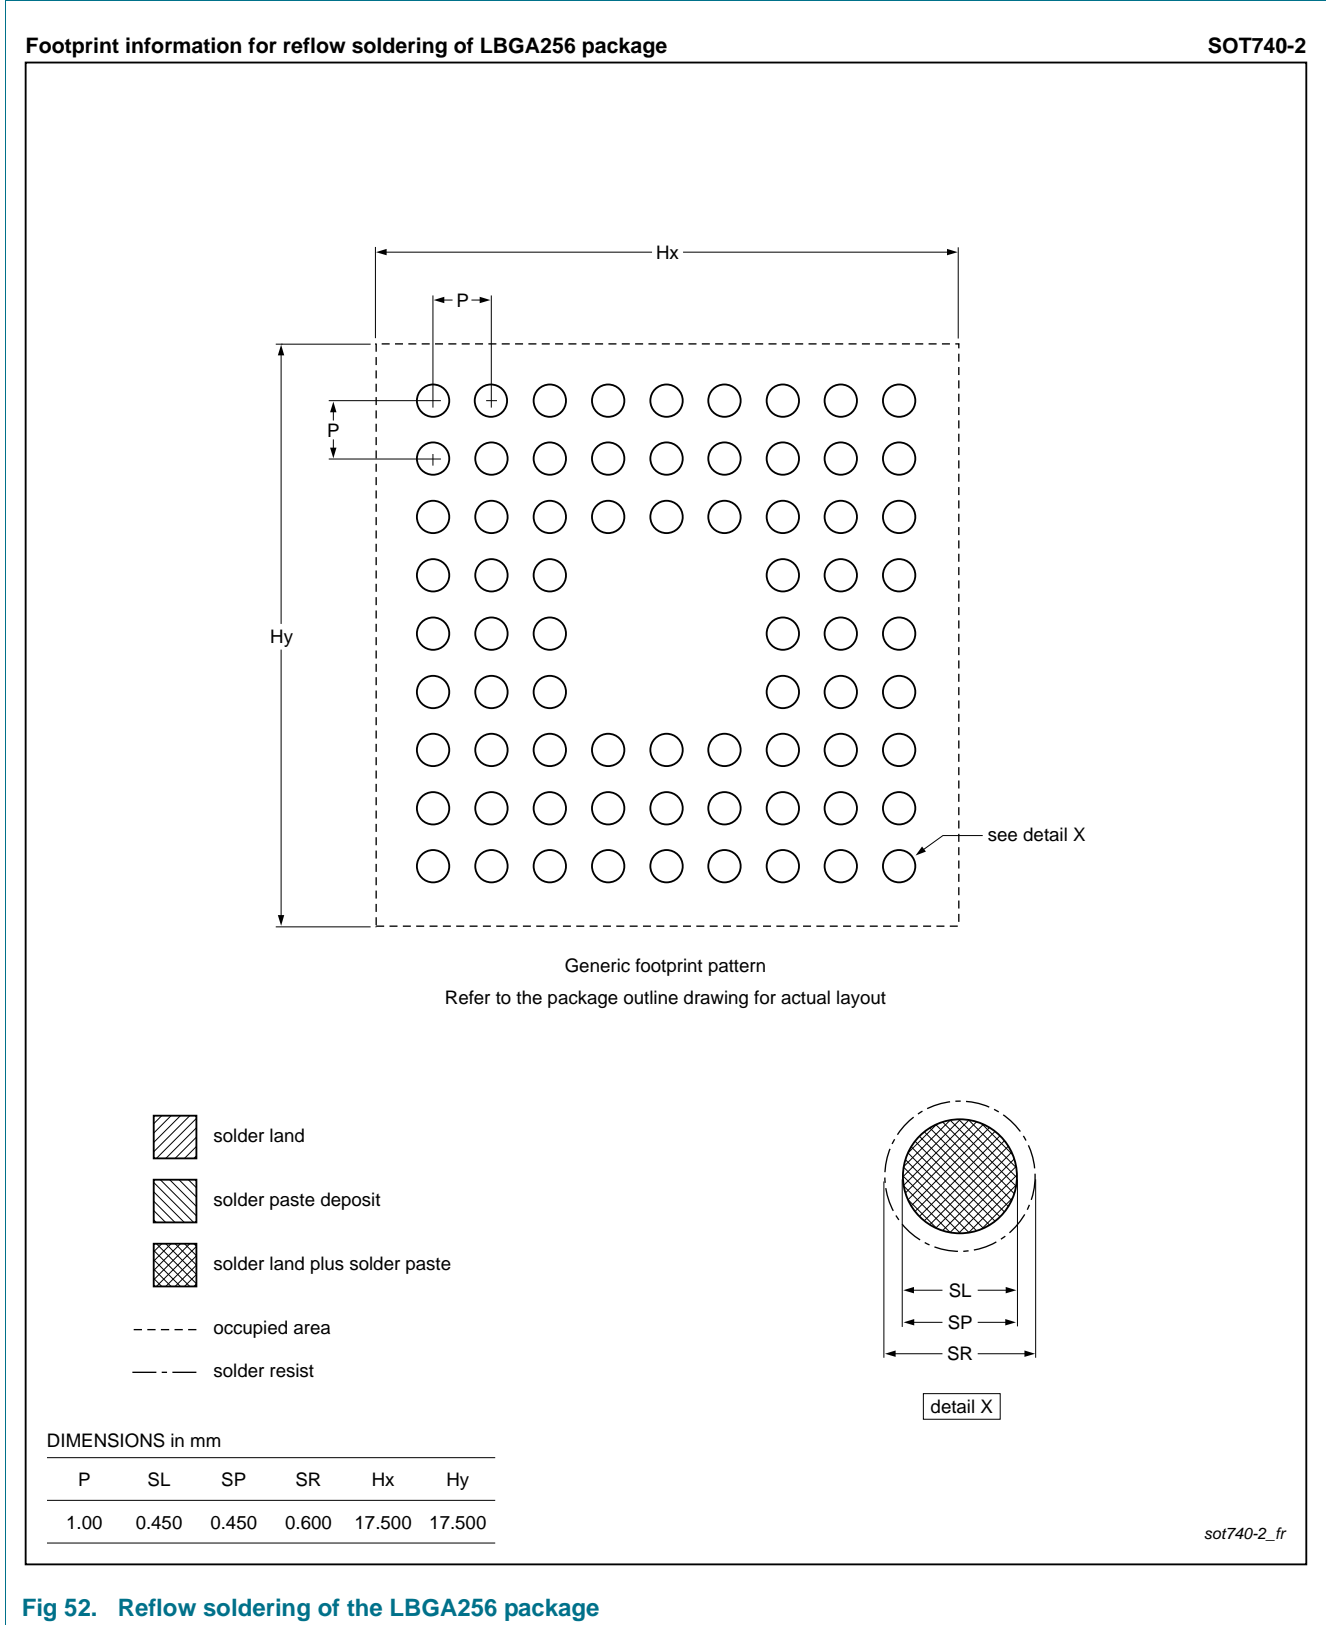 Footprint information for reflow soldering of LBGA256 package SOT740-2
Hx
P
P
Hy
see detail X
Generic footprint pattern
Refer to the package outline drawing for actual layout
solder land
solder paste deposit
solder land plus solder paste
occupied area
solder resist
SL
SP
SR
detail X
DIMENSIONS in mm
P SL SP SR Hx Hy
1.00 0.450 0.450 0.600 17.500 17.500
sot740-2_fr
Fig 52. Reflow soldering of the LBGA256 package